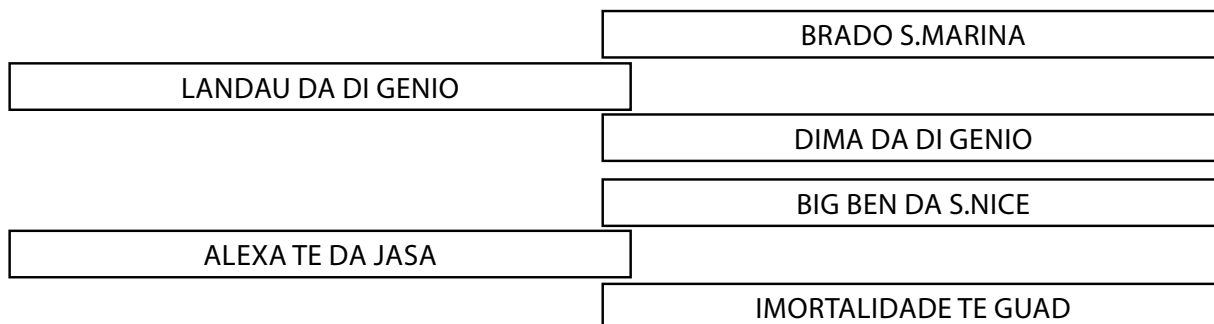 BRADO S.MARINA
LANDAU DA DI GENIO
DIMA DA DI GENIO
BIG BEN DA S.NICE
ALEXA TE DA JASA
IMORTALIDADE TE GUAD